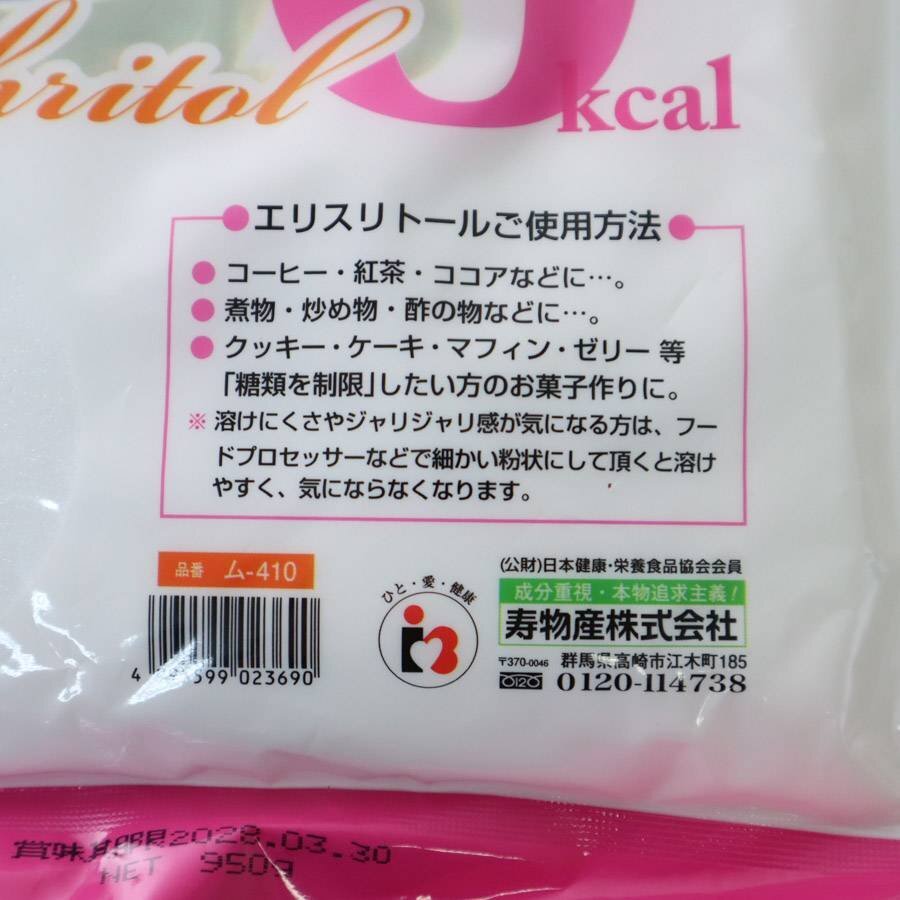 hritol
kcal
エリスリトールご使用方法
● コーヒー・紅茶・ココアなどに…。
● 煮物・炒め物・酢の物などに…。
● クッキー・ケーキ・マフィン・ゼリー 等
「糖類を制限」したい方のお菓子作りに。
※ 溶けにくさやジャリジャリ感が気になる方は、フー
ドプロセッサーなどで細かい粉状にして頂くと溶け
やすく、気にならなくなります。
品番 ム-410
599 023690
ひと・愛・健康
(公財)日本健康・栄養食品協会会員
成分重視・本物追求主義!
寿物産株式会社
〒370-0046 群馬県高崎市江木町185
0120-114738
賞味期限2028.03.30
NET 950g